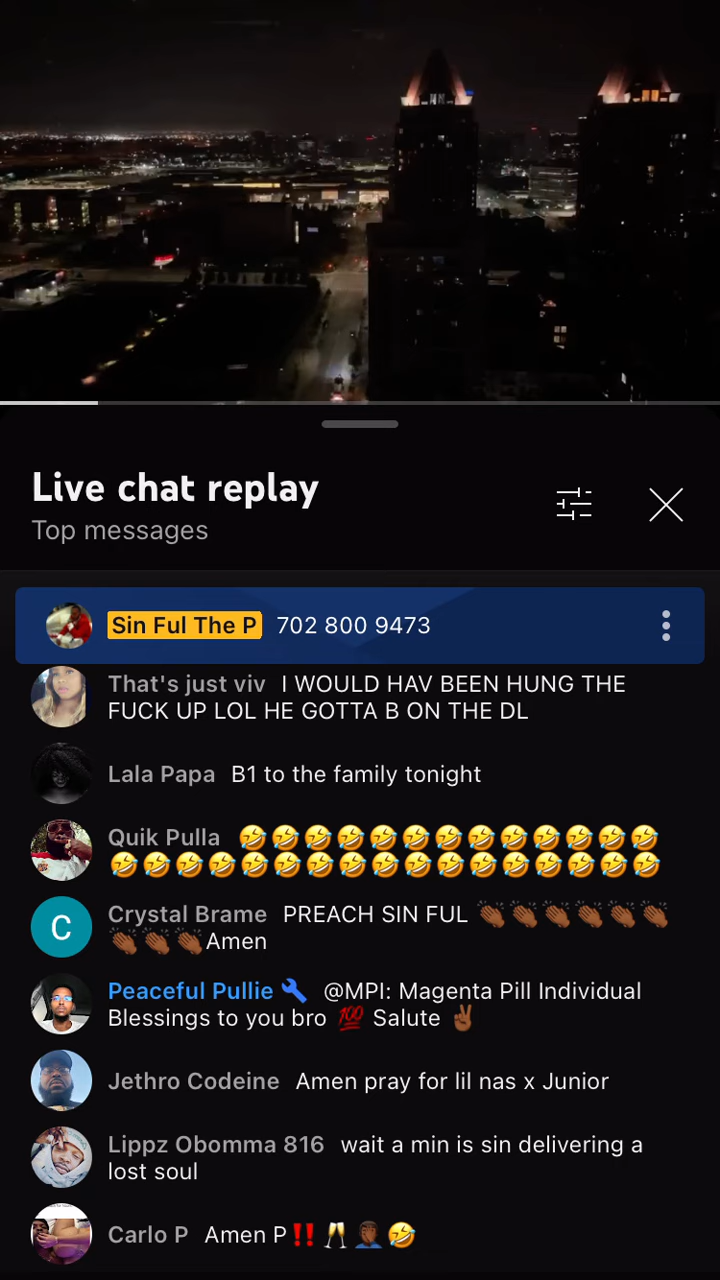 Live chat replay
Top messages
Sin Ful The P 702 800 9473
That's just viv I WOULD HAV BEEN HUNG THE
FUCK UP LOL HE GOTTA B ON THE DL
Lala Papa B1 to the family tonight
Quik Pulla 🤣🤣🤣🤣🤣🤣🤣🤣🤣🤣🤣🤣🤣
🤣🤣🤣🤣🤣🤣🤣🤣🤣🤣🤣🤣🤣🤣🤣🤣🤣
C
Crystal Brame PREACH SIN FUL 👏🏾👏🏾👏🏾👏🏾👏🏾👏🏾
👏🏾👏🏾👏🏾Amen
Peaceful Pullie 🔧 @MPI: Magenta Pill Individual
Blessings to you bro 💯 Salute ✌🏾
Jethro Codeine Amen pray for lil nas x Junior
Lippz Obomma 816 wait a min is sin delivering a
lost soul
Carlo P Amen P‼️🥂🤦🏾‍♂️🤣